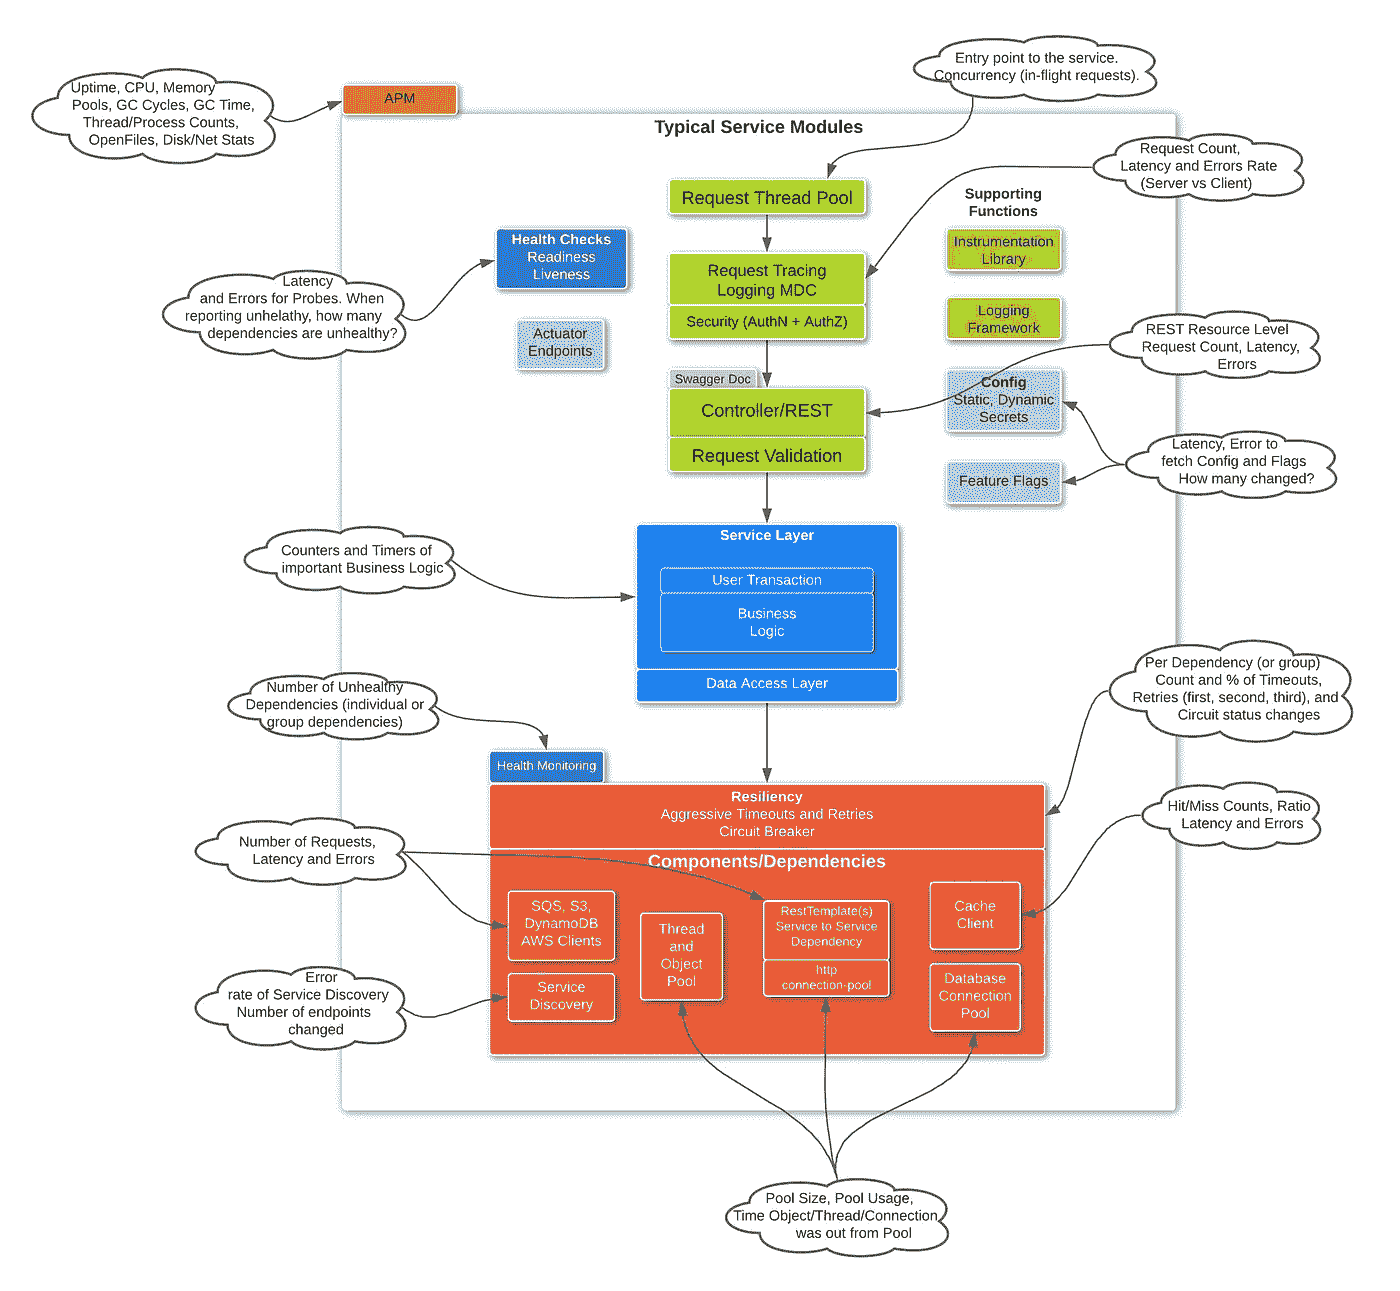 Entry point to the service.
Concurrency (in-flight requests).
Uptime, CPU, Memory
Pools, GC Cycles, GC Time,
Thread/Process Counts,
OpenFiles, Disk/Net Stats
APM
Typical Service Modules
Request Count,
Latency and Errors Rate
(Server vs Client)
Request Thread Pool
Supporting
Functions
Health Checks
Readiness
Liveness
Instrumentation
Library
Request Tracing
Logging MDC
Security (AuthN + AuthZ)
Latency
and Errors for Probes. When
reporting unhelathy, how many
dependencies are unhealthy?
Actuator
Endpoints
Logging
Framework
REST Resource Level
Request Count, Latency,
Errors
Swagger Doc
Controller/REST
Request Validation
Config
Static, Dynamic
Secrets
Latency, Error to
fetch Config and Flags
How many changed?
Feature Flags
Service Layer
User Transaction
Business
Logic
Data Access Layer
Counters and Timers of
important Business Logic
Per Dependency (or group)
Count and % of Timeouts,
Retries (first, second, third), and
Circuit status changes
Number of Unhealthy
Dependencies (individual or
group dependencies)
Health Monitoring
Resiliency
Aggressive Timeouts and Retries
Circuit Breaker
Hit/Miss Counts, Ratio
Latency and Errors
Number of Requests,
Latency and Errors
Components/Dependencies
SQS, S3,
DynamoDB
AWS Clients
Thread
and
Object
Pool
RestTemplate(s)
Service to Service
Dependency
http
connection-pool
Cache
Client
Service
Discovery
Database
Connection
Pool
Error
rate of Service Discovery
Number of endpoints
changed
Pool Size, Pool Usage,
Time Object/Thread/Connection
was out from Pool